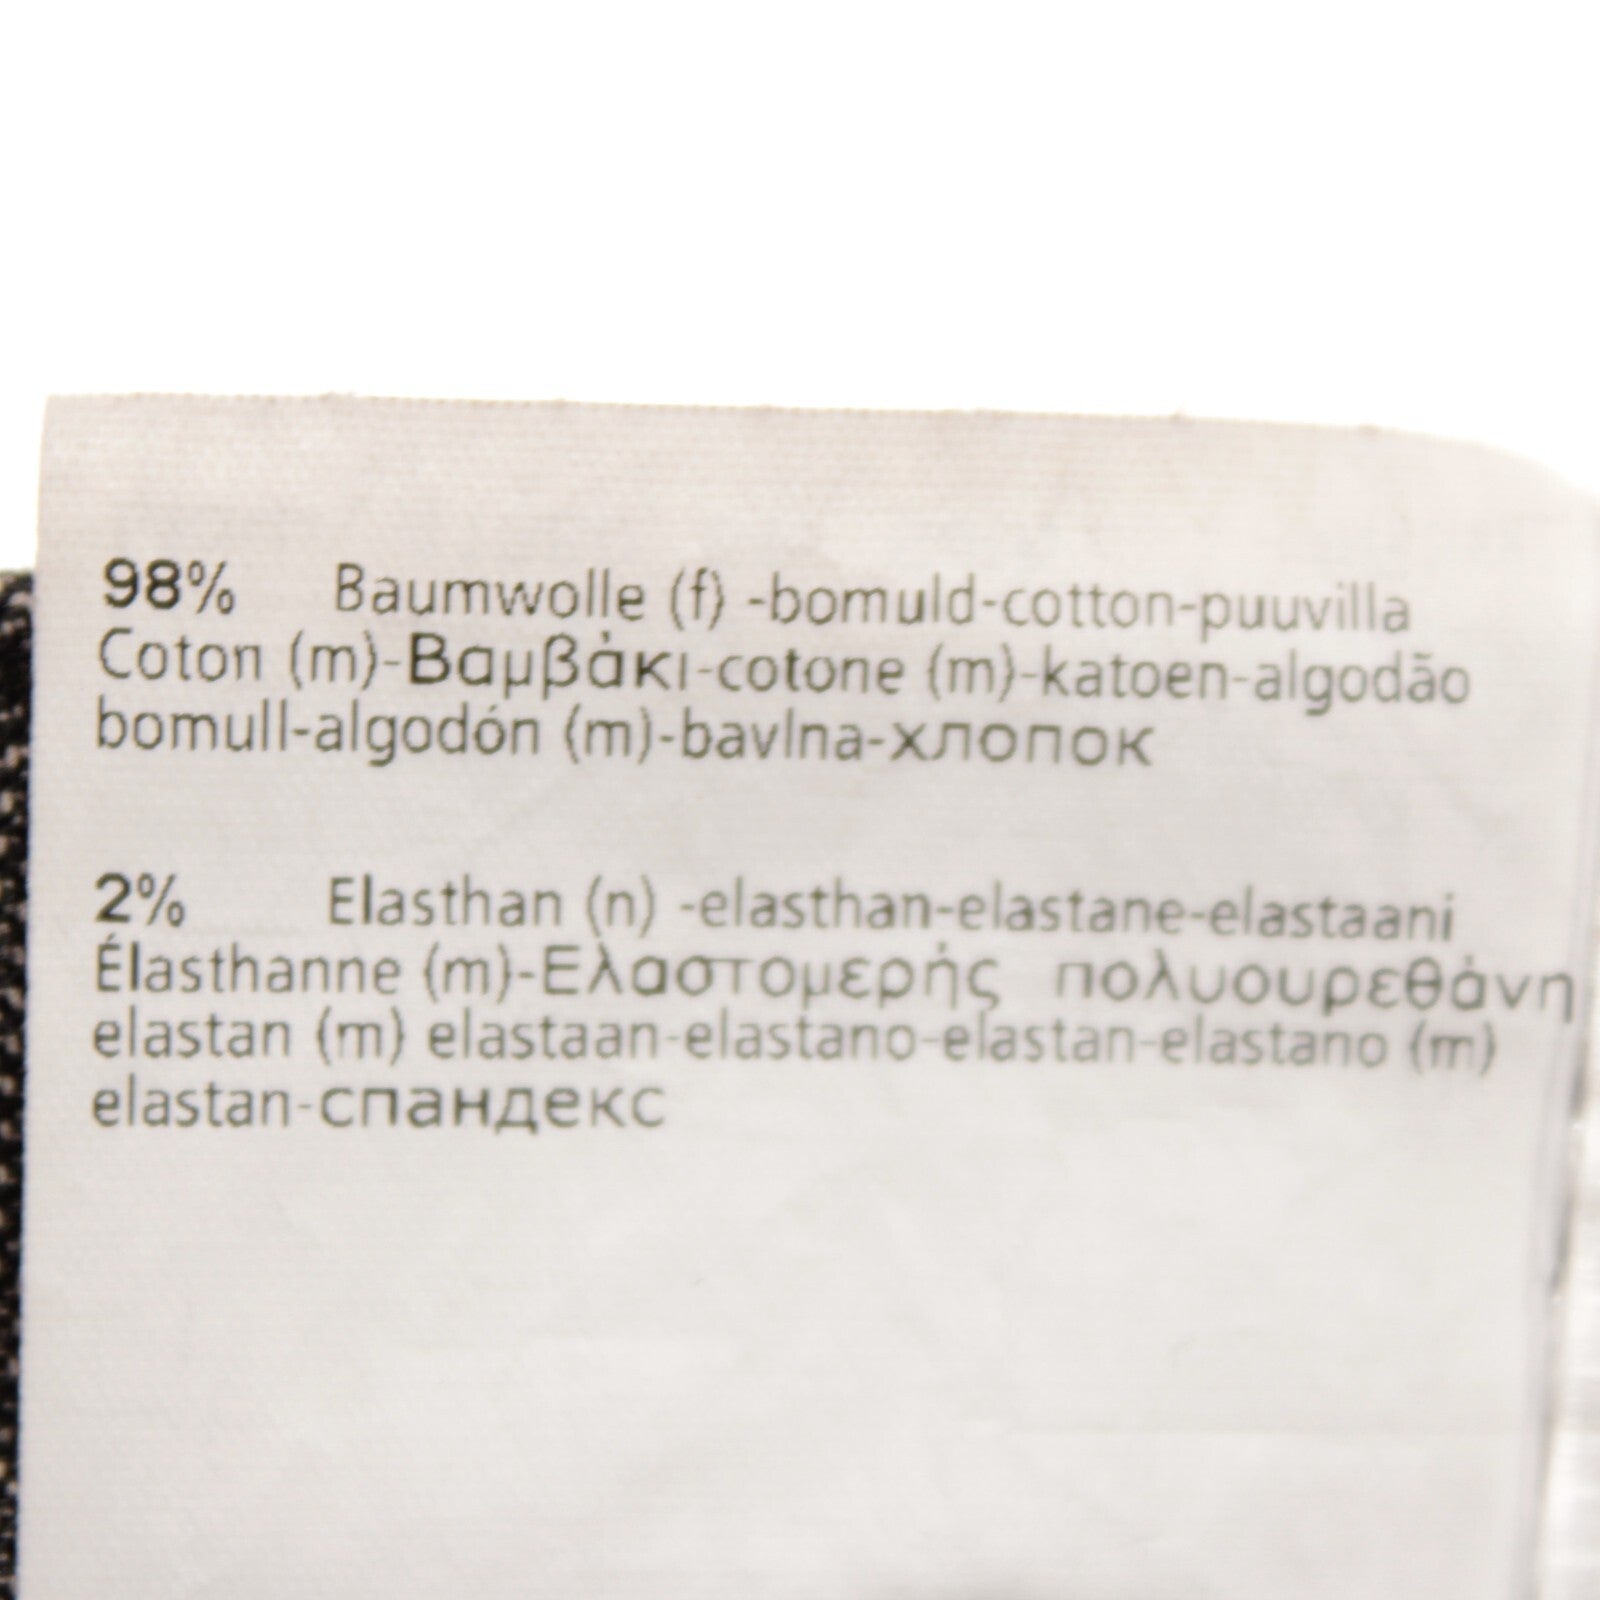 98% Baumwolle (f) -bomuld-cotton-puuvilla
Coton (m)-Βαμβάκι-cotone (m)-katoen-algodão
bomull-algodón (m)-bavlna-хлопок
2% Elasthan (n) -elasthan-elastane-elastaani
Élasthanne (m)-Ελαστομερής πολυουρεθάνη
elastan (m) elastaan-elastano-elastan-elastano (m)
elastan-спандекс